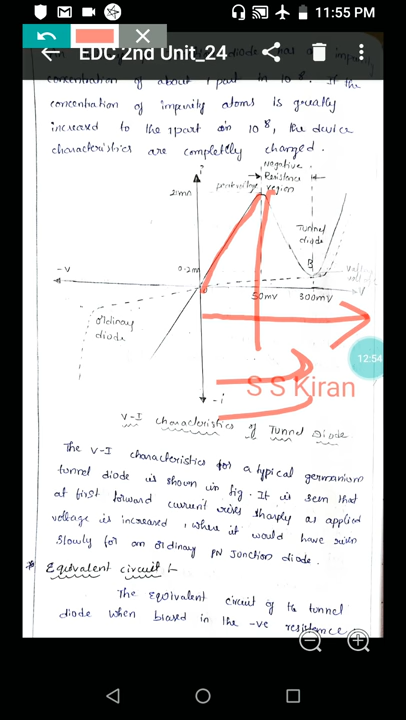 11:55 PM
EDC 2nd Unit_24
concentration of about 1 part in 10^8. If the
concentration of impurity atoms is greatly
increased to the 1part in 10^8, the device
characteristics are completely changed.
Negative
Resistance
region
i
2mA
Tunnel
diode
B
0.2m
-v
V
50mV
300mV
ordinary
diode
12:54
S S Kiran
-i
V-I characteristics of Tunnel Diode
The V-I characteristics for a typical germanium
tunnel diode is shown in fig. It is seen that
at first forward current rises sharply as applied
voltage is increased, where it would have risen
slowly for an ordinary PN Junction diode.
* Equivalent circuit :-
The equivalent circuit of the tunnel
diode when biased in the -ve resistence